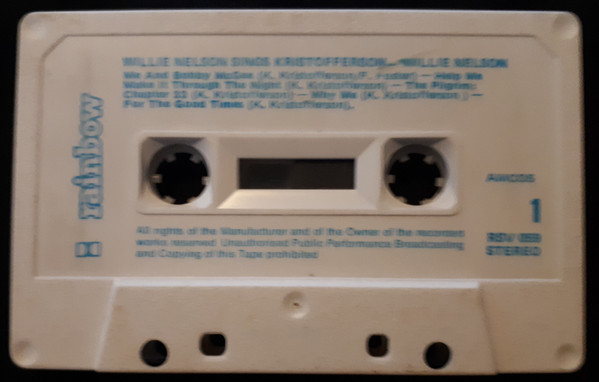 WILLIE NELSON SINGS KRISTOFFERSON—WILLIE NELSON
Me And Bobby McGee (K. Kristofferson/F. Foster) — Help Me
Make It Through The Night (K. Kristofferson) — The Pilgrim:
Chapter 33 (K. Kristofferson) — Why Me (K. Kristofferson) —
For The Good Times (K. Kristofferson).
rainbow
1
STEREO
All rights of the Manufacturer and of the Owner of the recorded
works reserved Unauthorised Public Performance Broadcasting
and Copying of this Tape prohibited